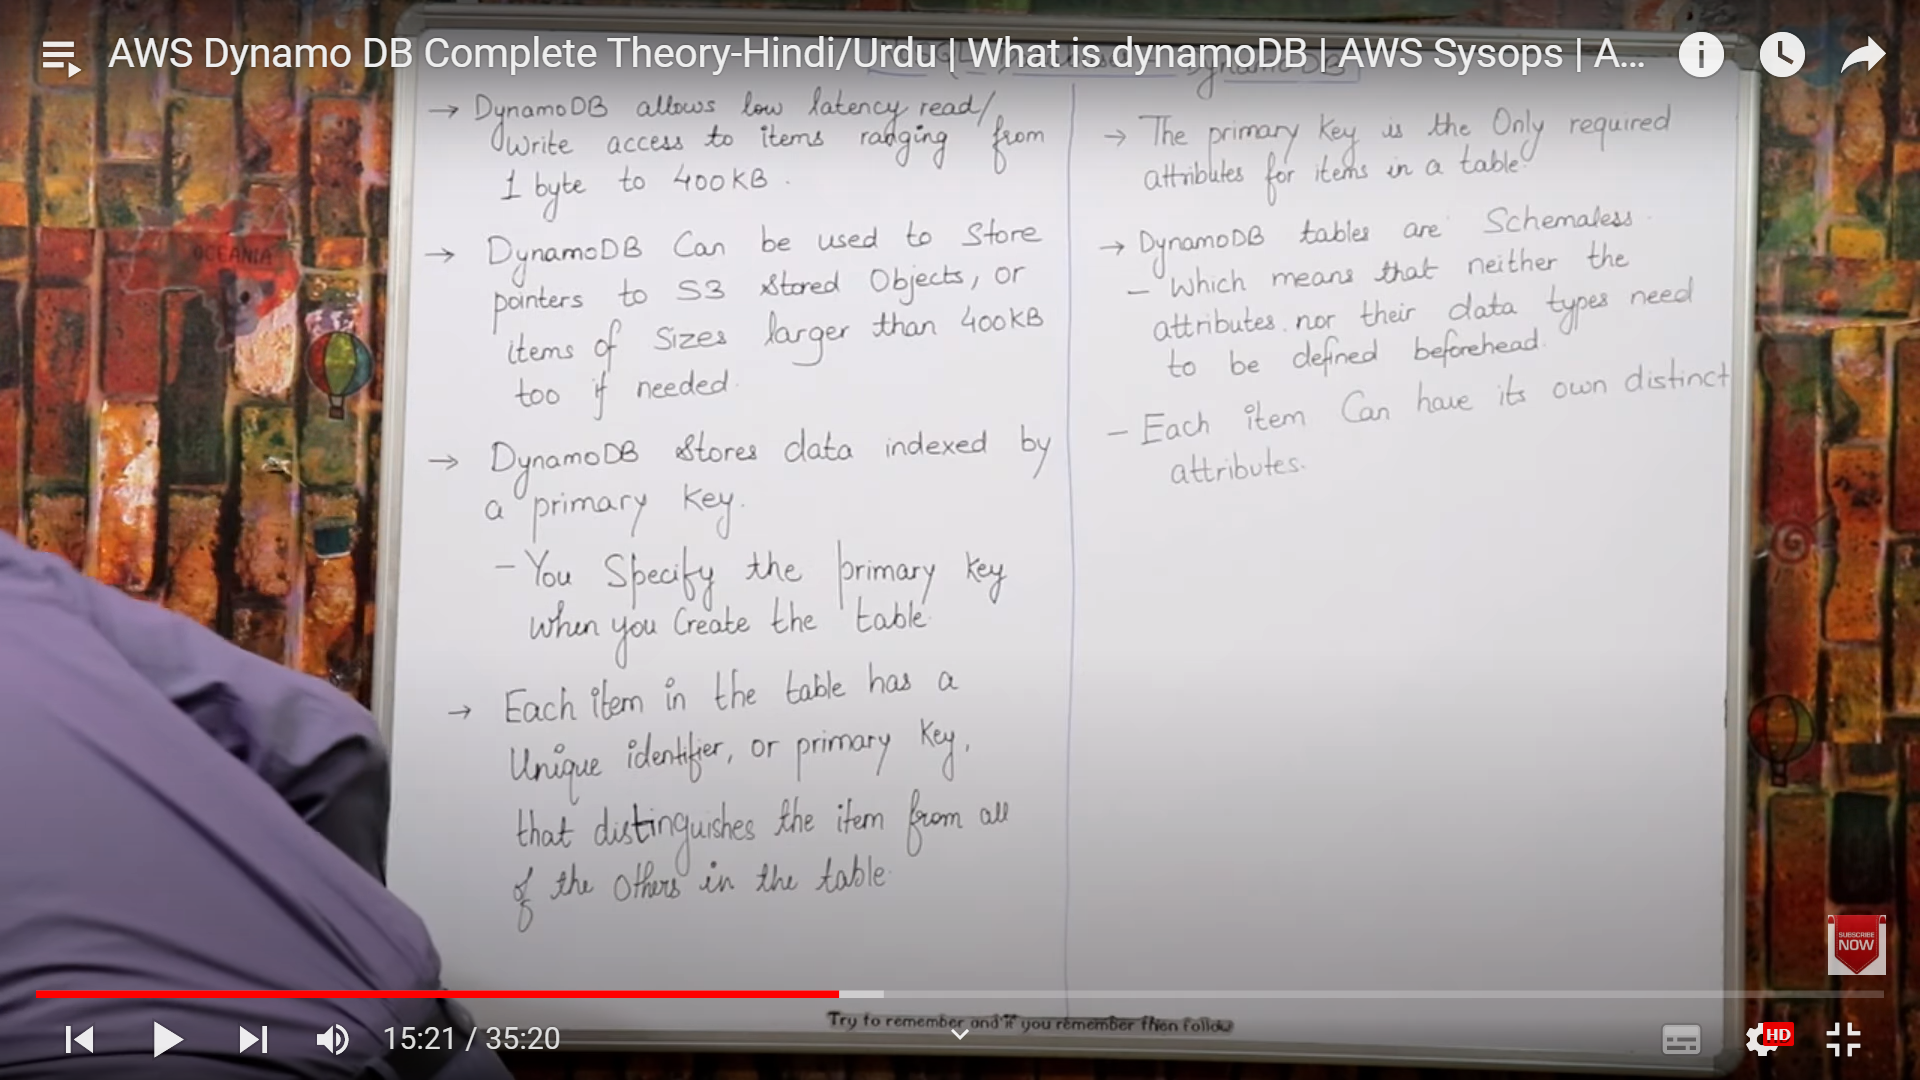 AWS Dynamo DB Complete Theory-Hindi/Urdu | What is dynamoDB | AWS Sysops | A...
DynamoDB
→ DynamoDB allows low latency read/
write access to items ranging from
1 byte to 400KB.
→ DynamoDB Can be used to Store
pointers to S3 Stored Objects, or
items of Sizes larger than 400KB
too if needed.
→ DynamoDB Stores data indexed by
a primary key.
– You Specify the primary key
when you Create the table.
→ Each item in the table has a
Unique identifier, or primary key,
that distinguishes the item from all
of the Others in the table.
→ The primary key is the Only required
attributes for items in a table.
→ DynamoDB tables are Schemaless.
– Which means that neither the
attributes nor their data types need
to be defined beforehead.
– Each item Can have its own distinct
attributes.
OCEANIA
SUBSCRIBE
NOW
Try to remember and if you remember then follow
15:21 / 35:20
HD